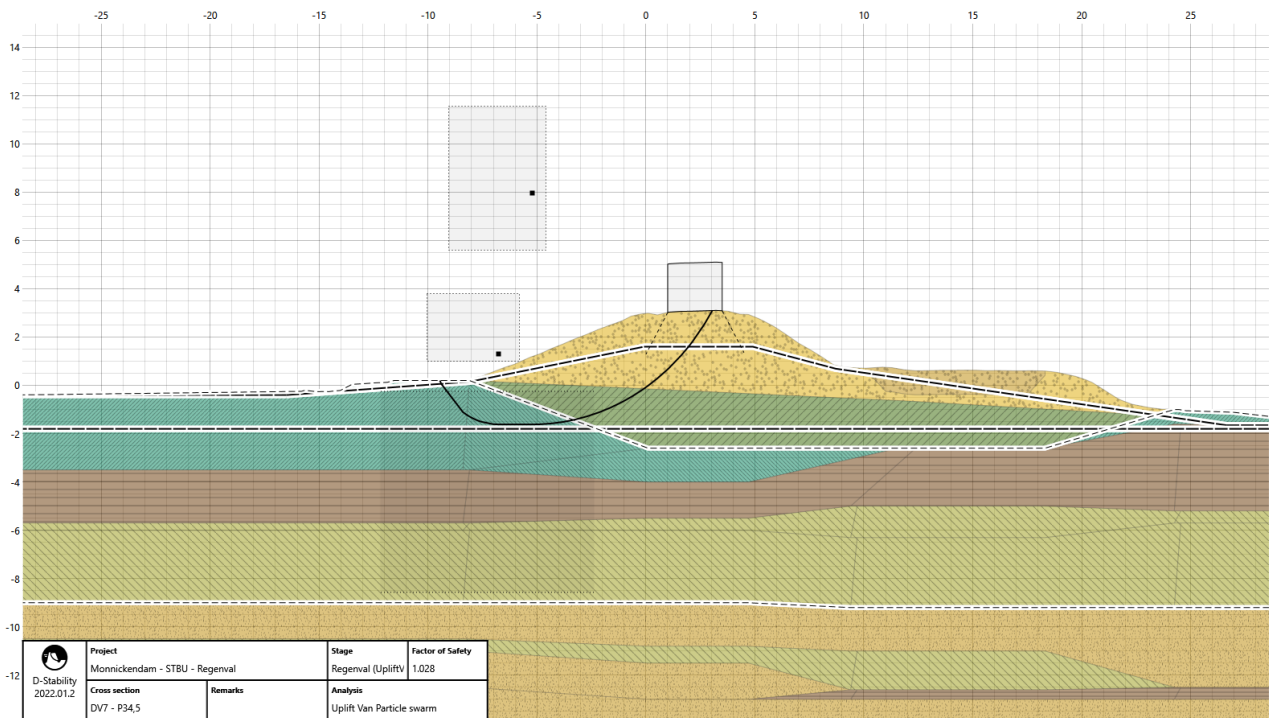 -25 -20 -15 -10 -5 0 5 10 15 20 25
14
12
10
8
6
4
2
0
-2
-4
-6
-8
-10
-12
D-Stability
2022.01.2
Project
Monnickendam - STBU - Regenval
Stage
Regenval (UpliftV
Factor of Safety
1.028
Cross section
DV7 - P34,5
Remarks
Analysis
Uplift Van Particle swarm